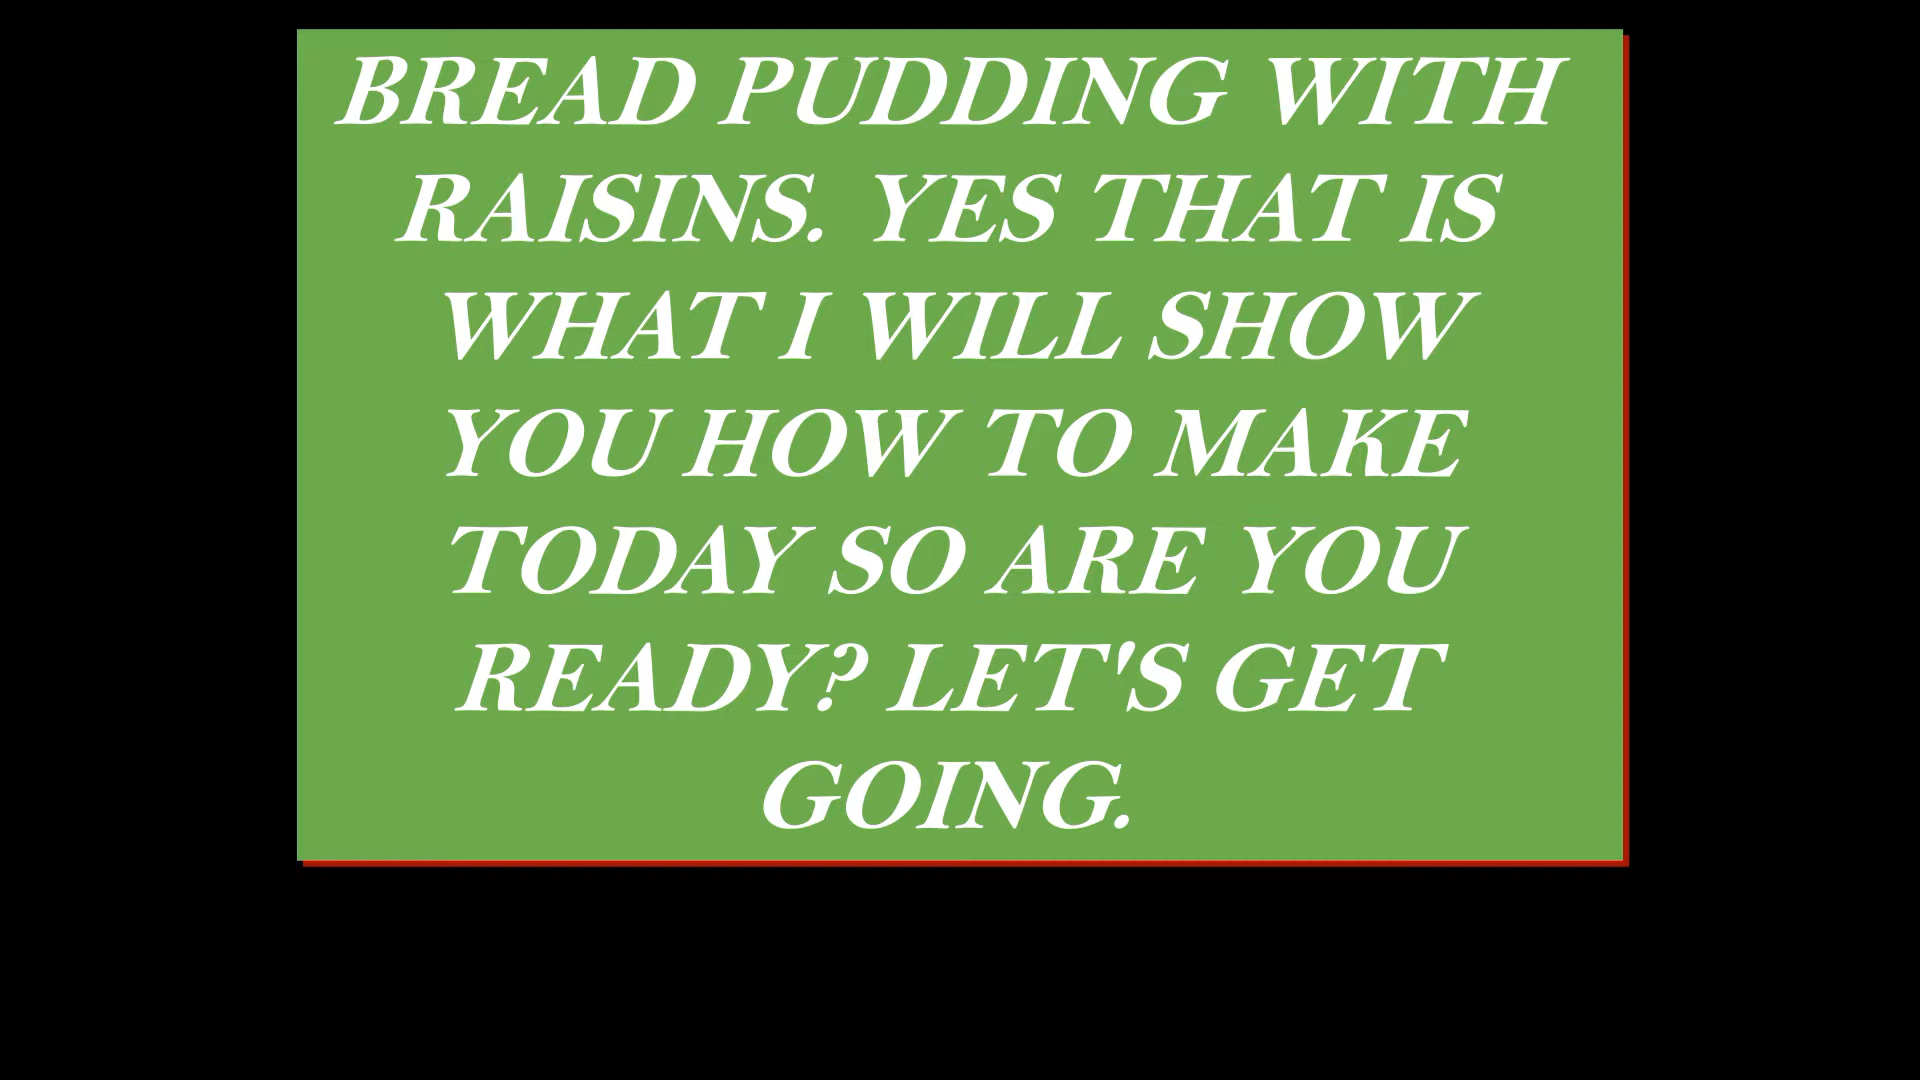 BREAD PUDDING WITH
RAISINS. YES THAT IS
WHAT I WILL SHOW
YOU HOW TO MAKE
TODAY SO ARE YOU
READY? LET'S GET
GOING.